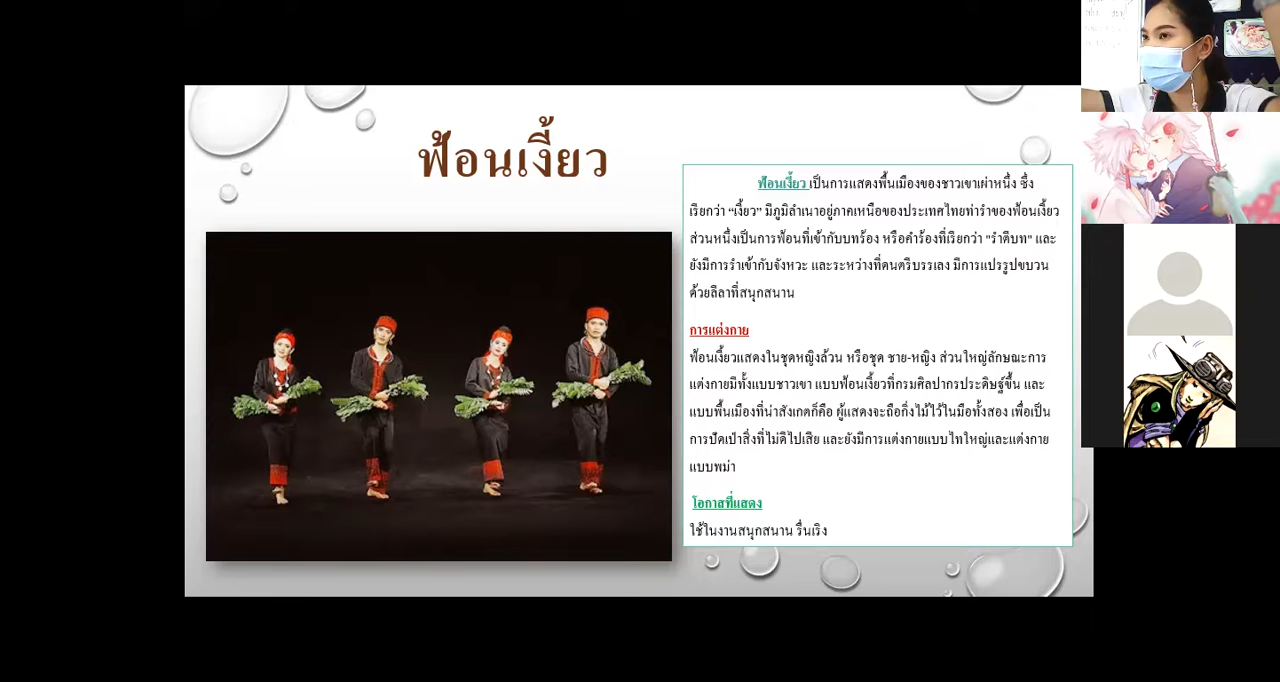 ฟ้อนเงี้ยว
ฟ้อนเงี้ยว เป็นการแสดงพื้นเมืองของชาวเขาเผ่าหนึ่ง ซึ่ง
เรียกว่า “เงี้ยว” มีภูมิลำเนาอยู่ภาคเหนือของประเทศไทยท่ารำของฟ้อนเงี้ยว
ส่วนหนึ่งเป็นการฟ้อนที่เข้ากับบทร้อง หรือคำร้องที่เรียกว่า "รำตีบท" และ
ยังมีการรำเข้ากับจังหวะ และระหว่างที่ดนตรีบรรเลง มีการแปรรูปขบวน
ด้วยลีลาที่สนุกสนาน
การแต่งกาย
ฟ้อนเงี้ยวแสดงในชุดหญิงล้วน หรือชุด ชาย-หญิง ส่วนใหญ่ลักษณะการ
แต่งกายมีทั้งแบบชาวเขา แบบฟ้อนเงี้ยวที่กรมศิลปากรประดิษฐ์ขึ้น และ
แบบพื้นเมืองที่น่าสังเกตก็คือ ผู้แสดงจะถือกิ่งไม้ไว้ในมือทั้งสอง เพื่อเป็น
การปัดเป่าสิ่งที่ไม่ดีไปเสีย และยังมีการแต่งกายแบบไทใหญ่และแต่งกาย
แบบพม่า
โอกาสที่แสดง
ใช้ในงานสนุกสนาน รื่นเริง